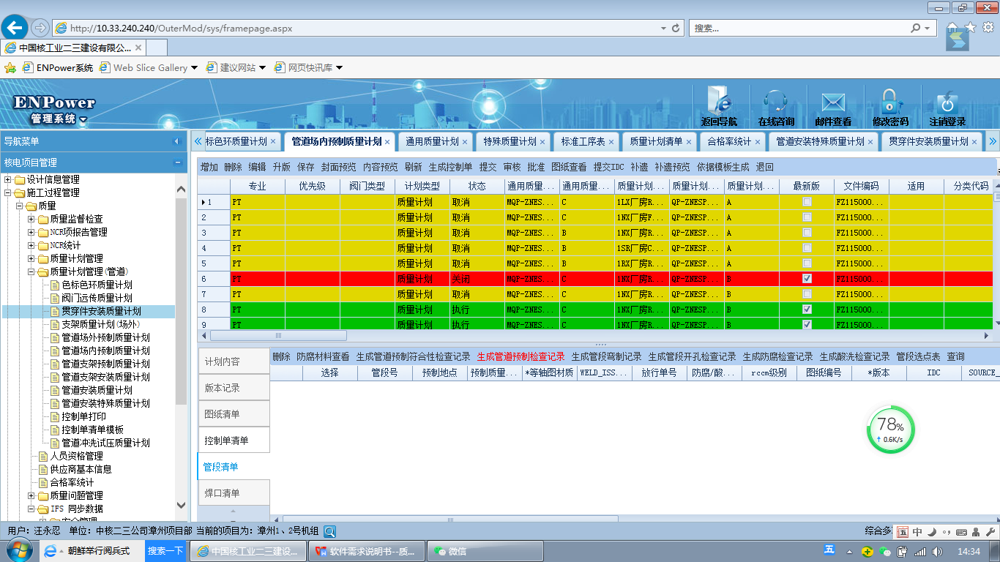 http://10.33.240.240/OuterMod/sys/framepage.aspx
搜索...
中国核工业二三建设有限公...
ENPower系统 Web Slice Gallery 建议网站 网页快讯库
ENPower
管理系统
返回导航 在线咨询 邮件查看 修改密码 注销登录
导航菜单
标色环质量计划 管道场内预制质量计划 通用质量计划 特殊质量计划 标准工序表 质量计划清单 合格率统计 管道安装特殊质量计划 贯穿件安装质量计划
核电项目管理
设计信息管理
施工过程管理
质量
质量监督检查
NCR项报告管理
NCR统计
质量计划管理
质量计划管理(管道)
色标色环质量计划
阀门远传质量计划
贯穿件安装质量计划
支架质量计划(场外)
管道场外预制质量计划
管道场内预制质量计划
管道支架预制质量计划
管道支架安装质量计划
管道安装质量计划
管道安装特殊质量计划
控制单打印
控制单清单模板
管道冲洗试压质量计划
人员资格管理
供应商基本信息
合格率统计
质量问题管理
IFS 同步数据
增加 删除 编辑 升版 保存 封面预览 内容预览 刷新 生成控制单 提交 审核 批准 图纸查看 提交IDC 补遗 补遗预览 依据模板生成 退回
专业 优先级 阀门类型 计划类型 状态 通用质量... 通用质量... 质量计划... 质量计划... 质量计划... 最新版 文件编码 适用 分类代码
1 PT 质量计划 取消 MQP-ZNES... C 1LX厂房R... QP-ZNESP... A FZ115000...
2 PT 质量计划 取消 MQP-ZNES... C 1NX厂房F... QP-ZNESP... A FZ115000...
3 PT 质量计划 取消 MQP-ZNES... B 1NX厂房R... QP-ZNESP... A FZ115000...
4 PT 质量计划 取消 MQP-ZNES... B 1SR厂房C... QP-ZNESP... A FZ115000...
5 PT 质量计划 取消 MQP-ZNES... B 1RX厂房R... QP-ZNESP... A FZ115000...
6 PT 质量计划 关闭 MQP-ZNES... C 1NX厂房R... QP-ZNESP... B FZ115000...
7 PT 质量计划 取消 MQP-ZNES... C 1NX厂房R... QP-ZNESP... B FZ115000...
8 PT 质量计划 执行 MQP-ZNES... C 1NX厂房R... QP-ZNESP... B FZ115000...
9 PT 质量计划 执行 MQP-ZNES... C 1NX厂房R... QP-ZNESP... B FZ115000...
计划内容
版本记录
图纸清单
控制单清单
管段清单
焊口清单
删除 防腐材料查看 生成管道预制符合性检查记录 生成管道预制检查记录 生成管段弯制记录 生成管段开孔检查记录 生成防腐检查记录 生成酸洗检查记录 管段选点表 查询
选择 管段号 预制地点 预制质量... *等轴图材质 WELD_ISS... 放行单号 防腐/酸... rccm级别 图纸编号 *版本 IDC SOURCE_
78%
0.6K/s
用户: 汪永忍 单位: 中核二三公司漳州项目部 当前的项目为: 漳州1、2号机组
综合多
国 中
朝鲜举行阅兵式 搜索一下 中国核工业二三建设... 软件需求说明书--质... 微信
五
14:34